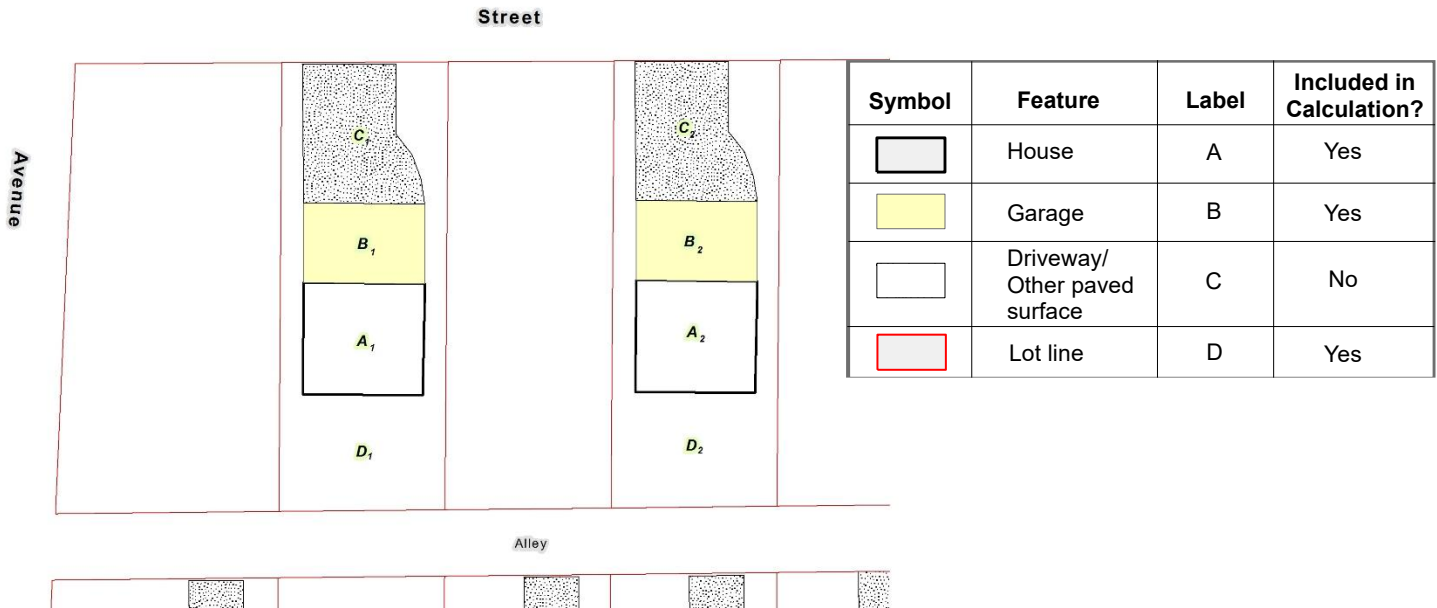 Street
Avenue
C1
C2
B1
B2
A1
A2
D1
D2
Alley
Symbol Feature Label Included in
Calculation?
House A Yes
Garage B Yes
Driveway/
Other paved
surface C No
Lot line D Yes